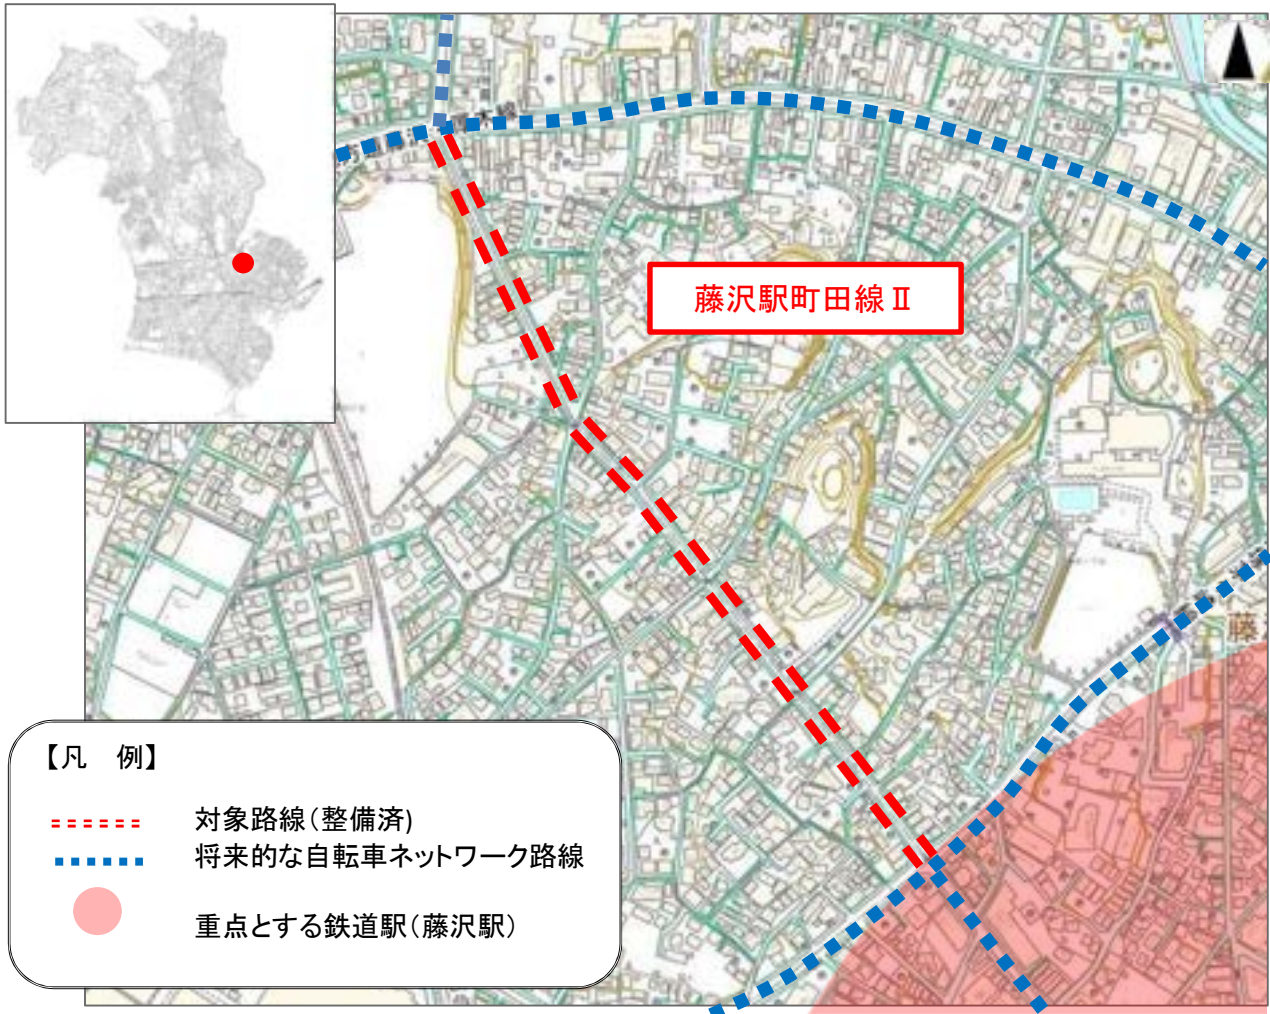 藤沢駅町田線Ⅱ
藤
【凡　例】
対象路線(整備済)
将来的な自転車ネットワーク路線
重点とする鉄道駅(藤沢駅)